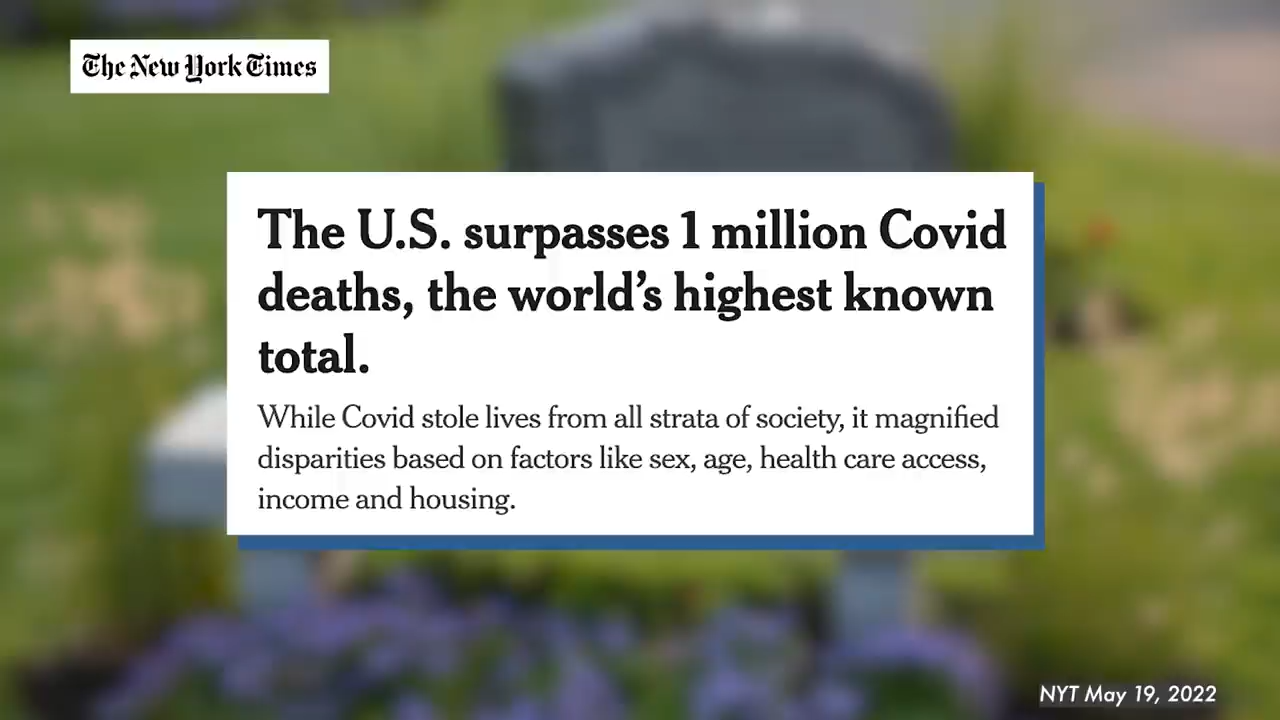 The New York Times
The U.S. surpasses 1 million Covid
deaths, the world's highest known
total.
While Covid stole lives from all strata of society, it magnified
disparities based on factors like sex, age, health care access,
income and housing.
NYT May 19, 2022